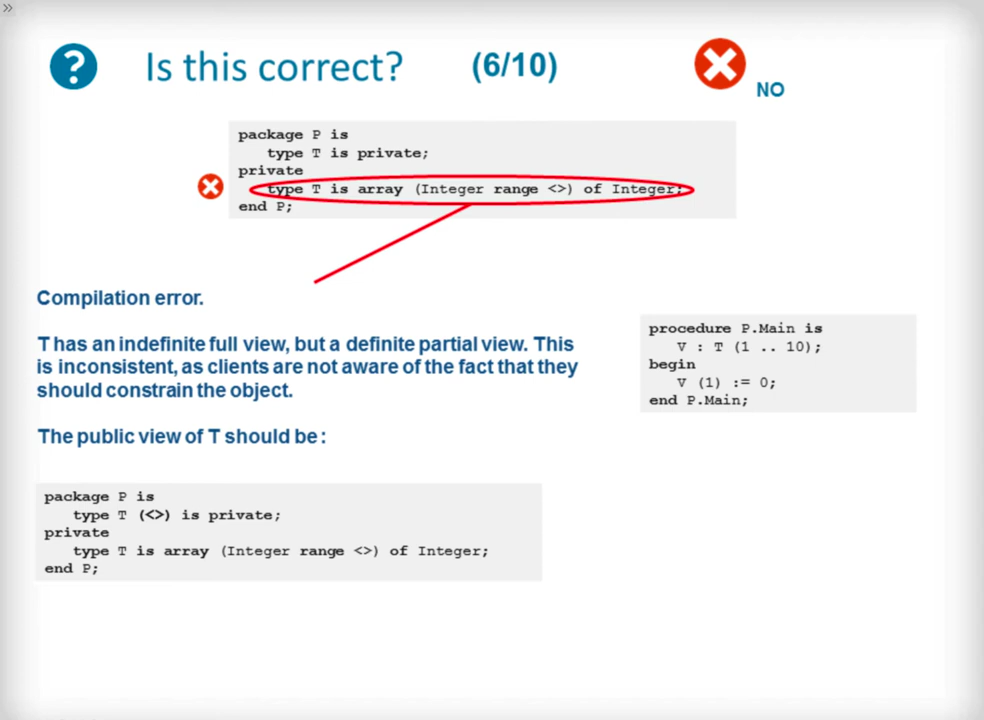 »
? Is this correct? (6/10)
NO
package P is
type T is private;
private
type T is array (Integer range <>) of Integer;
end P;
Compilation error.
T has an indefinite full view, but a definite partial view. This
is inconsistent, as clients are not aware of the fact that they
should constrain the object.
The public view of T should be:
procedure P.Main is
V : T (1 .. 10);
begin
V (1) := 0;
end P.Main;
package P is
type T (<>) is private;
private
type T is array (Integer range <>) of Integer;
end P;